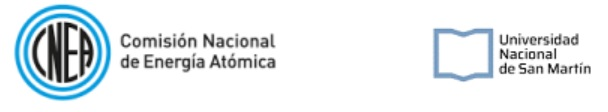 CNEA
Comisión Nacional
de Energía Atómica
Universidad
Nacional
de San Martín